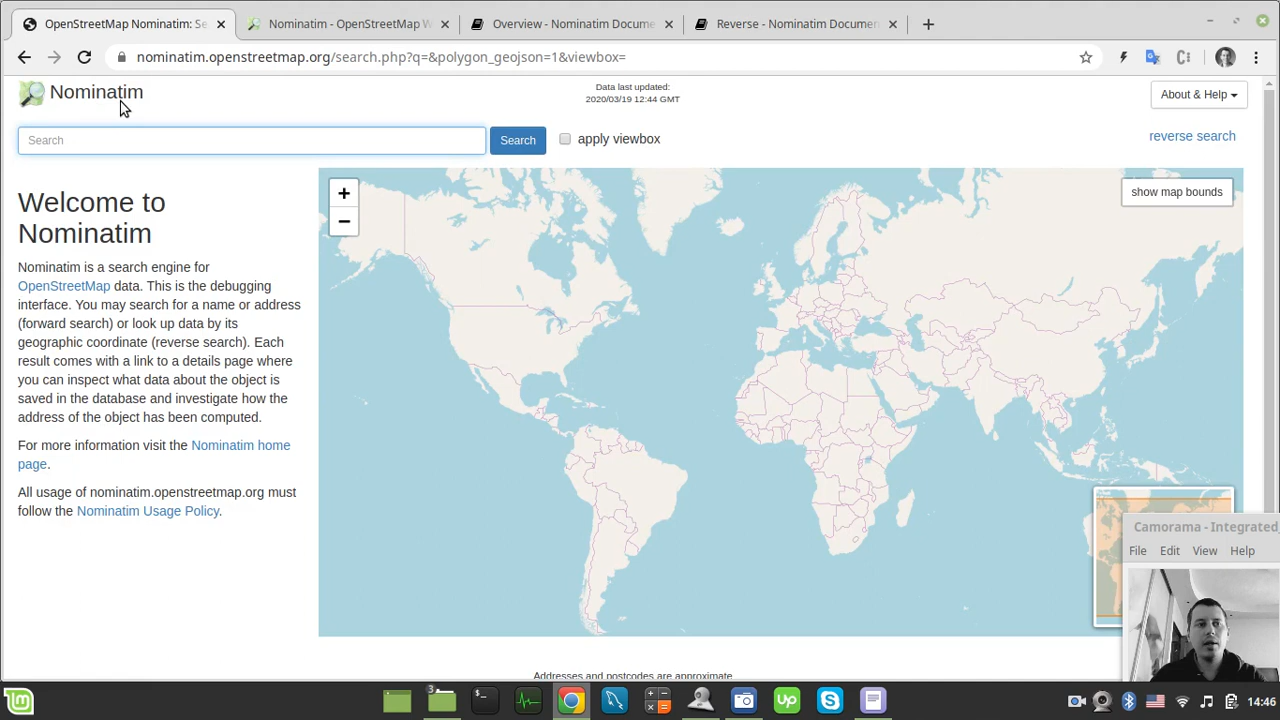 OpenStreetMap Nominatim: Se
Nominatim - OpenStreetMap W
Overview - Nominatim Docume
Reverse - Nominatim Documen
nominatim.openstreetmap.org/search.php?q=&polygon_geojson=1&viewbox=
Nominatim
Data last updated:
2020/03/19 12:44 GMT
About & Help
Search
Search
apply viewbox
reverse search
+
−
show map bounds
Welcome to
Nominatim
Nominatim is a search engine for
OpenStreetMap data. This is the debugging
interface. You may search for a name or address
(forward search) or look up data by its
geographic coordinate (reverse search). Each
result comes with a link to a details page where
you can inspect what data about the object is
saved in the database and investigate how the
address of the object has been computed.
For more information visit the Nominatim home
page.
All usage of nominatim.openstreetmap.org must
follow the Nominatim Usage Policy.
Camorama - Integrated
File Edit View Help
Addresses and postcodes are approximate
3
up
14:46